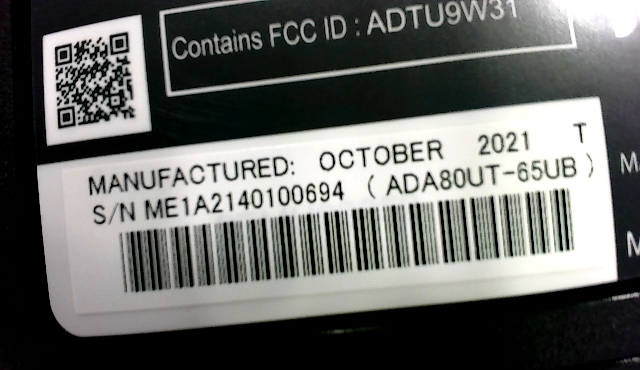 Contains FCC ID : ADTU9W31
MANUFACTURED: OCTOBER 2021 T
S/N ME1A2140100694 ( ADA80UT-65UB )